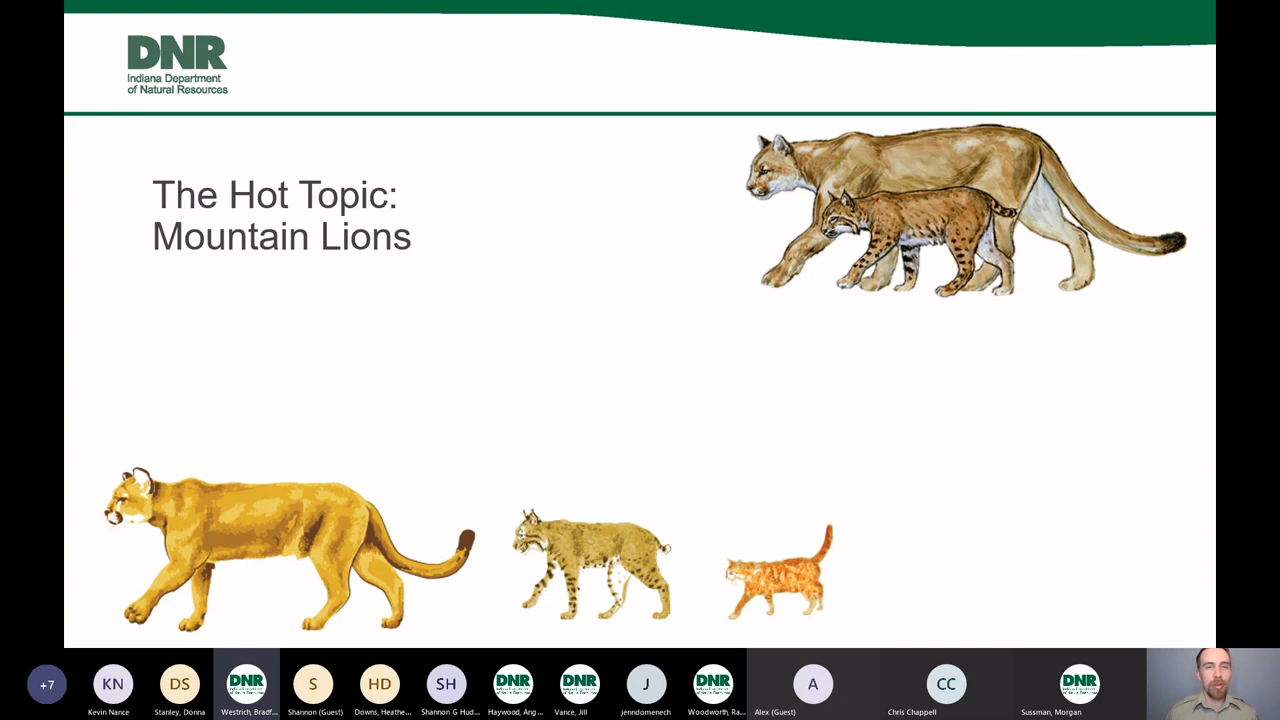 DNR
Indiana Department
of Natural Resources
The Hot Topic:
Mountain Lions
+7
KN
DS
DNR
S
HD
SH
DNR
DNR
J
DNR
A
CC
DNR
Kevin Nance
Stanley, Donna
Westrich, Bradf...
Shannon (Guest)
Downs, Heathe...
Shannon G Hud...
Haywood, Ang...
Vance, Jill
jenndomenech
Woodworth, Ra...
Alex (Guest)
Chris Chappell
Sussman, Morgan